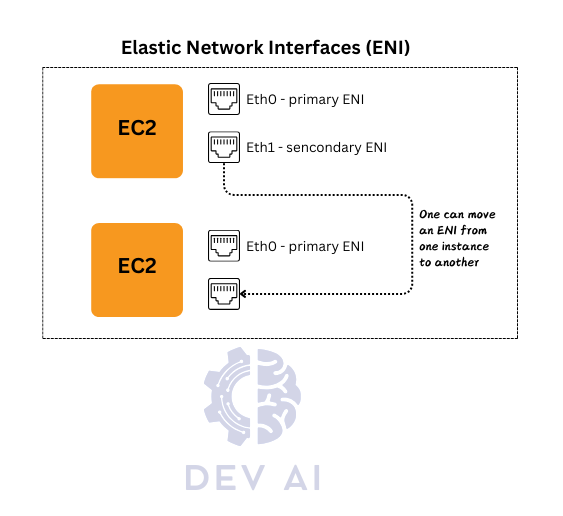 Elastic Network Interfaces (ENI)
EC2
Eth0 - primary ENI
Eth1 - sencondary ENI
One can move
an ENI from
one instance
to another
EC2
Eth0 - primary ENI
DEV AI